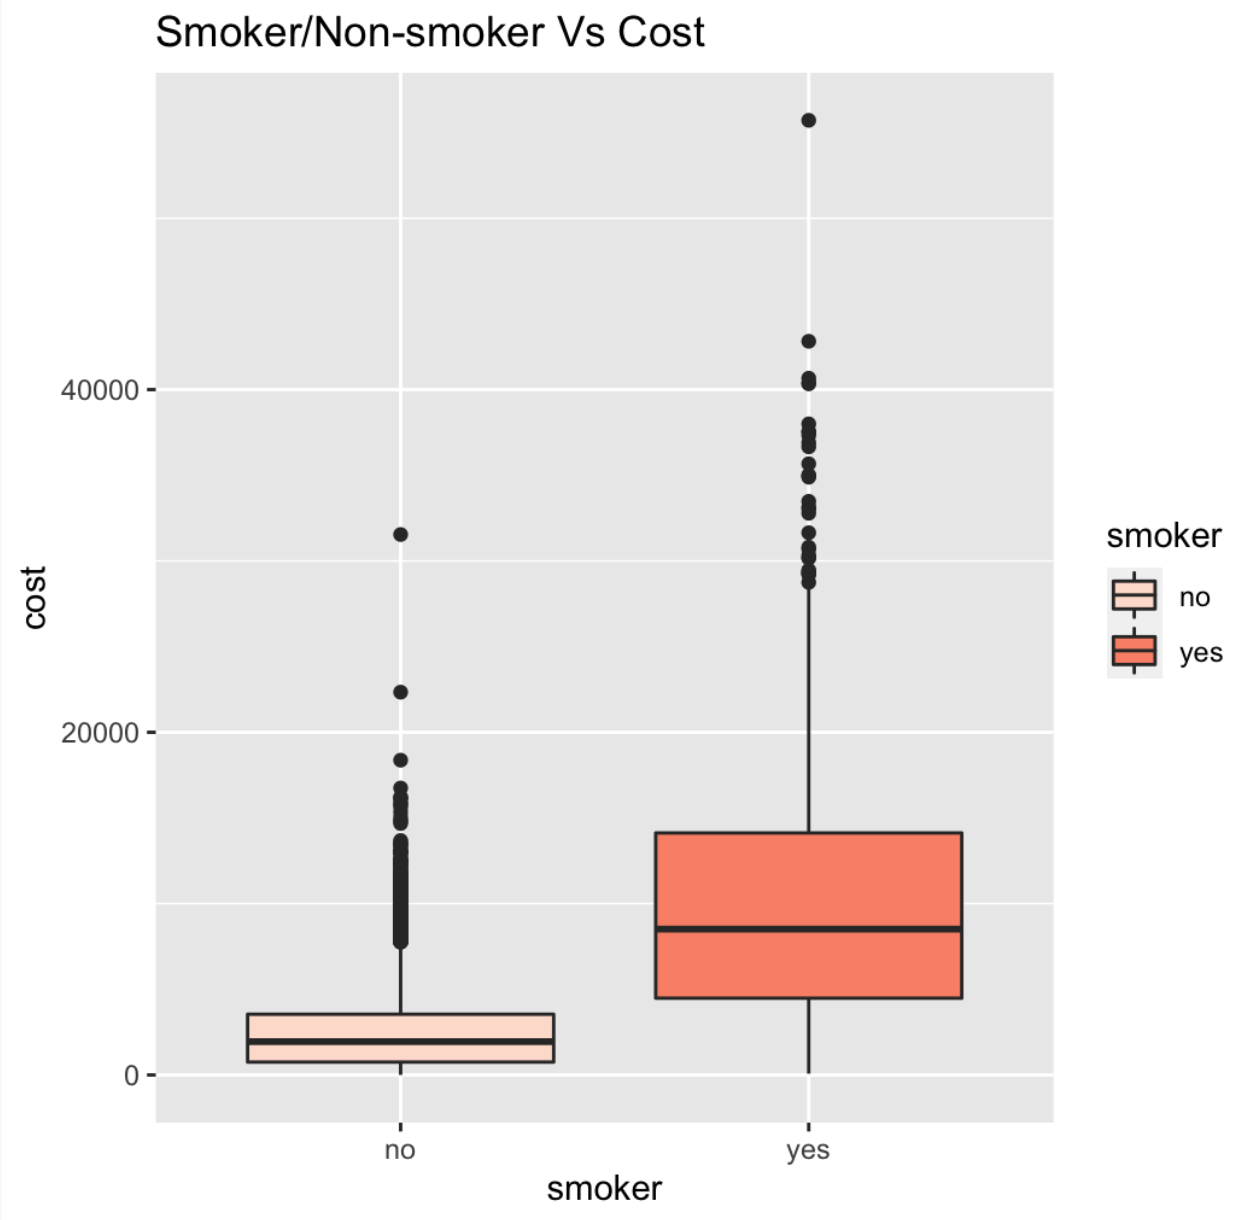 Smoker/Non-smoker Vs Cost
cost
40000
20000
0
no
yes
smoker
smoker
no
yes